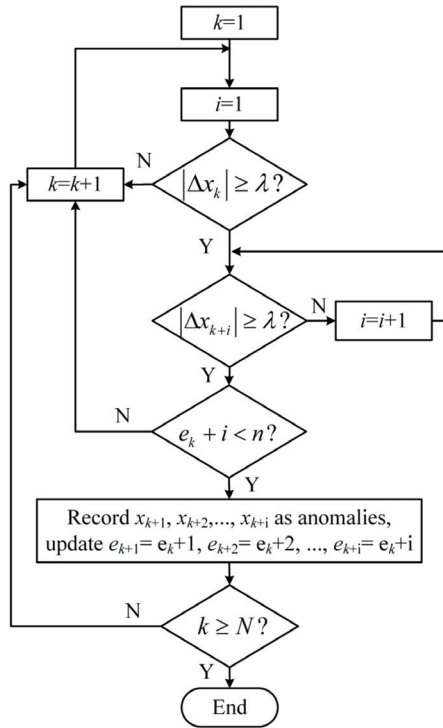 k=1
i=1
N
k=k+1
|Δx_k| ≥ λ?
Y
|Δx_{k+i}| ≥ λ?
N
i=i+1
Y
N
e_k + i < n?
Y
Record x_{k+1}, x_{k+2},..., x_{k+i} as anomalies,
update e_{k+1}= e_k+1, e_{k+2}= e_k+2, ..., e_{k+i}= e_k+i
N
k ≥ N?
Y
End